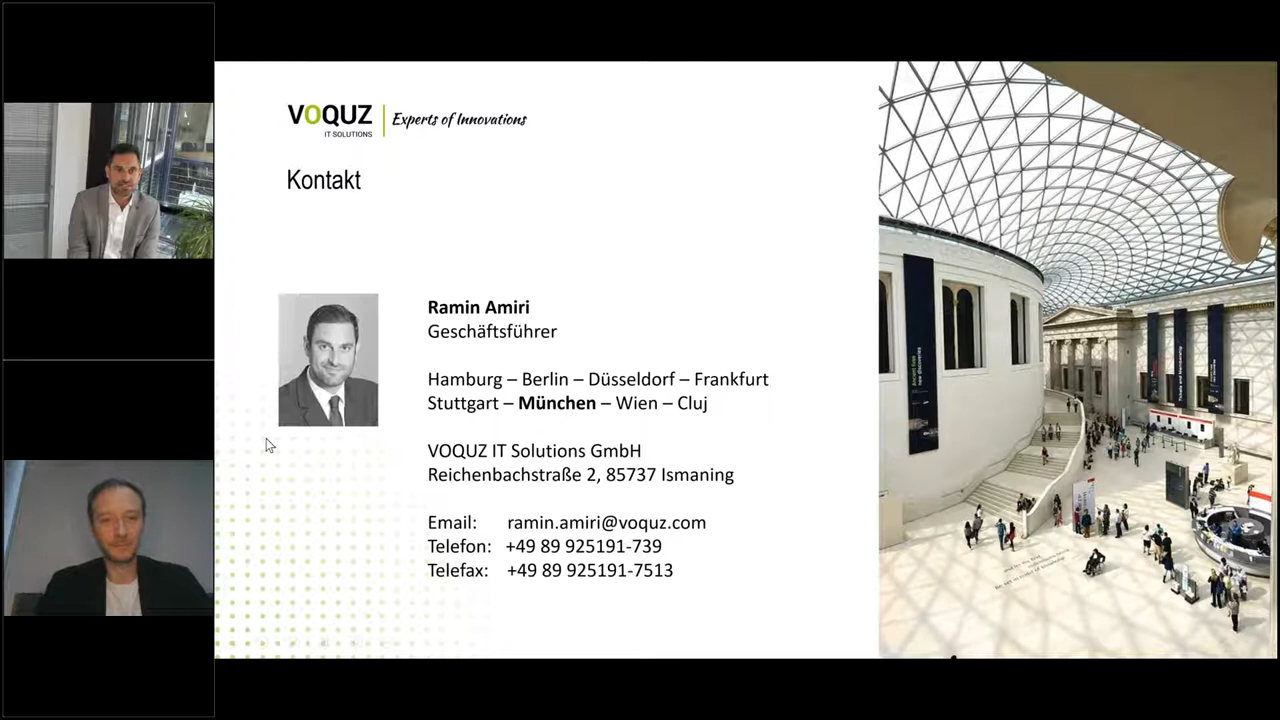 VOQUZ
IT SOLUTIONS
Experts of Innovations
Kontakt
Ramin Amiri
Geschäftsführer
Hamburg – Berlin – Düsseldorf – Frankfurt
Stuttgart – München – Wien – Cluj
VOQUZ IT Solutions GmbH
Reichenbachstraße 2, 85737 Ismaning
Email: ramin.amiri@voquz.com
Telefon: +49 89 925191-739
Telefax: +49 89 925191-7513